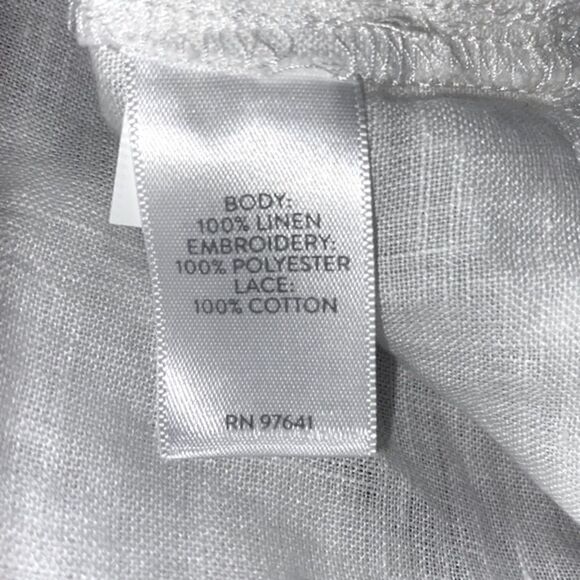 BODY:
100% LINEN
EMBROIDERY:
100% POLYESTER
LACE:
100% COTTON
RN 97641